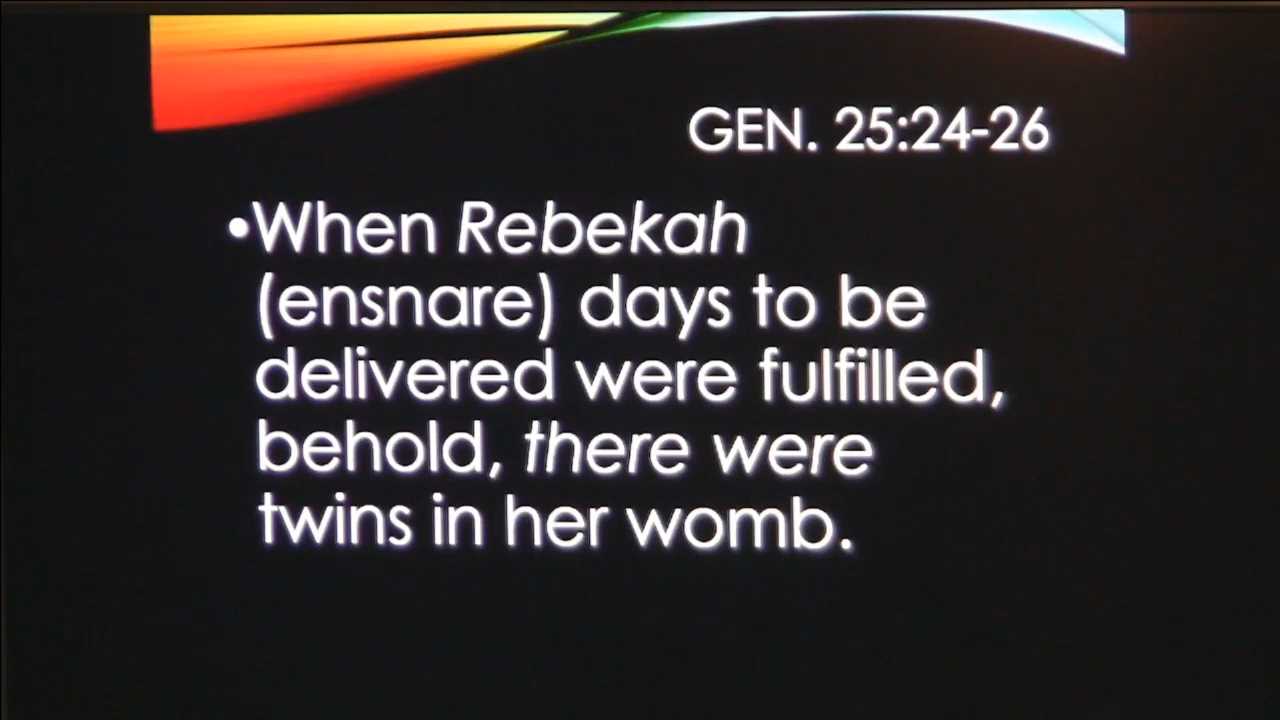 GEN. 25:24-26
•When Rebekah
(ensnare) days to be
delivered were fulfilled,
behold, there were
twins in her womb.